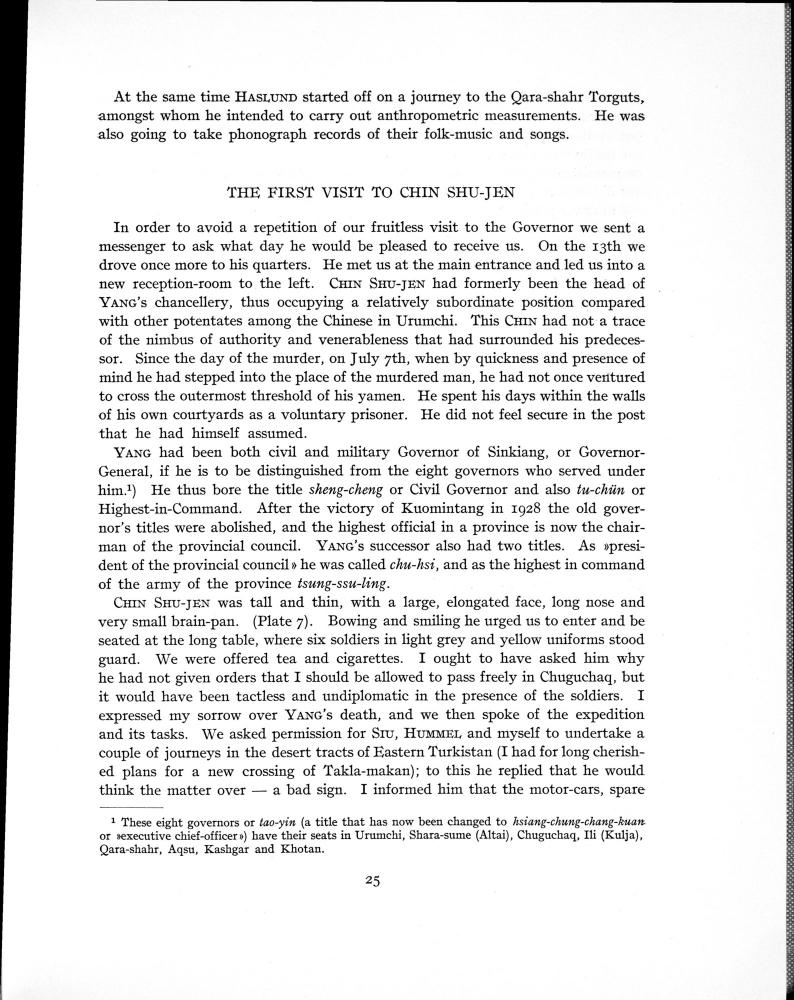 At the same time HASLUND started off on a journey to the Qara-shahr Torguts,
amongst whom he intended to carry out anthropometric measurements. He was
also going to take phonograph records of their folk-music and songs.
THE FIRST VISIT TO CHIN SHU-JEN
In order to avoid a repetition of our fruitless visit to the Governor we sent a
messenger to ask what day he would be pleased to receive us. On the 13th we
drove once more to his quarters. He met us at the main entrance and led us into a
new reception-room to the left. CHIN SHU-JEN had formerly been the head of
YANG's chancellery, thus occupying a relatively subordinate position compared
with other potentates among the Chinese in Urumchi. This CHIN had not a trace
of the nimbus of authority and venerableness that had surrounded his predeces-
sor. Since the day of the murder, on July 7th, when by quickness and presence of
mind he had stepped into the place of the murdered man, he had not once ventured
to cross the outermost threshold of his yamen. He spent his days within the walls
of his own courtyards as a voluntary prisoner. He did not feel secure in the post
that he had himself assumed.
YANG had been both civil and military Governor of Sinkiang, or Governor-
General, if he is to be distinguished from the eight governors who served under
him.¹) He thus bore the title sheng-cheng or Civil Governor and also tu-chün or
Highest-in-Command. After the victory of Kuomintang in 1928 the old gover-
nor's titles were abolished, and the highest official in a province is now the chair-
man of the provincial council. YANG's successor also had two titles. As »presi-
dent of the provincial council» he was called chu-hsi, and as the highest in command
of the army of the province tsung-ssu-ling.
CHIN SHU-JEN was tall and thin, with a large, elongated face, long nose and
very small brain-pan. (Plate 7). Bowing and smiling he urged us to enter and be
seated at the long table, where six soldiers in light grey and yellow uniforms stood
guard. We were offered tea and cigarettes. I ought to have asked him why
he had not given orders that I should be allowed to pass freely in Chuguchaq, but
it would have been tactless and undiplomatic in the presence of the soldiers. I
expressed my sorrow over YANG's death, and we then spoke of the expedition
and its tasks. We asked permission for SIU, HUMMEL and myself to undertake a
couple of journeys in the desert tracts of Eastern Turkistan (I had for long cherish-
ed plans for a new crossing of Takla-makan); to this he replied that he would
think the matter over — a bad sign. I informed him that the motor-cars, spare
¹ These eight governors or tao-yin (a title that has now been changed to hsiang-chung-chang-kuan
or »executive chief-officer») have their seats in Urumchi, Shara-sume (Altai), Chuguchaq, Ili (Kulja),
Qara-shahr, Aqsu, Kashgar and Khotan.
25